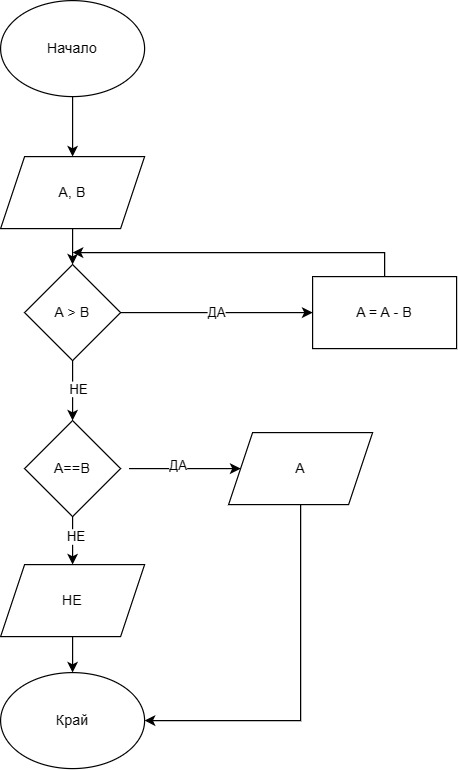 Начало
A, B
A > B
ДА
A = A - B
НЕ
A==B
ДА
A
НЕ
НЕ
Край